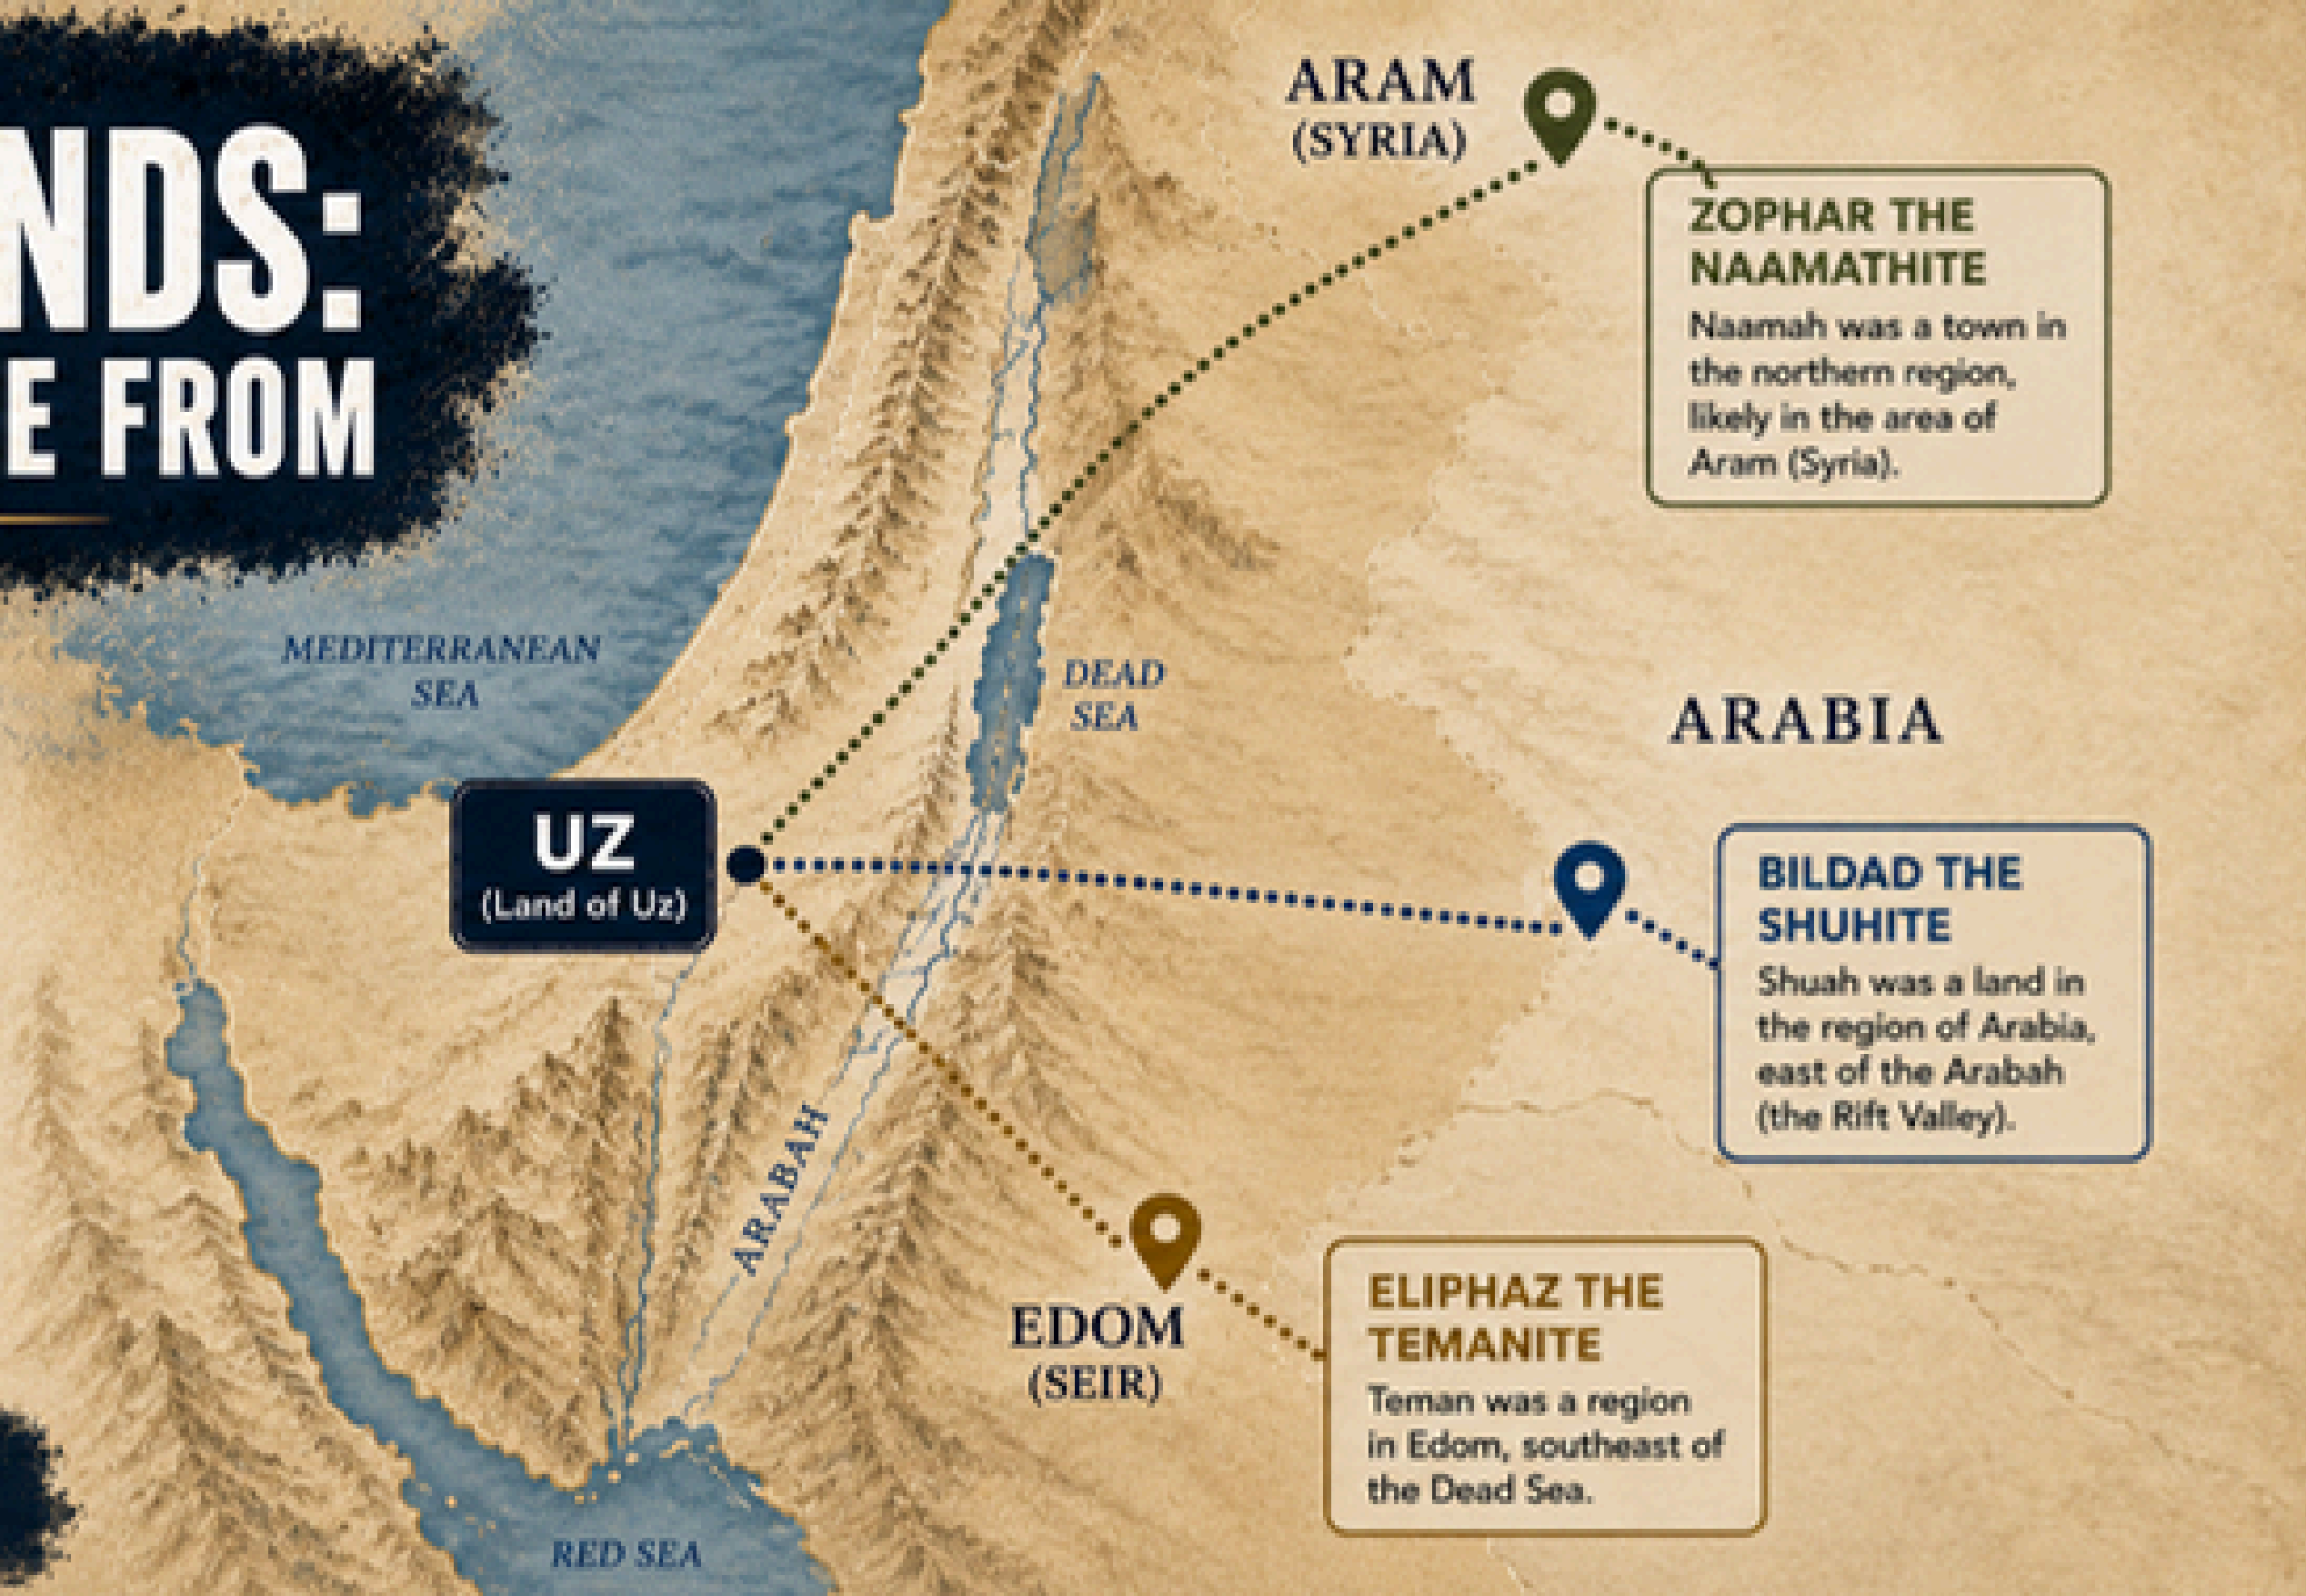 NDS:
E FROM
ARAM
(SYRIA)
ZOPHAR THE
NAAMATHITE
Naamah was a town in
the northern region,
likely in the area of
Aram (Syria).
MEDITERRANEAN
SEA
DEAD
SEA
ARABIA
UZ
(Land of Uz)
BILDAD THE
SHUHITE
Shuah was a land in
the region of Arabia,
east of the Arabah
(the Rift Valley).
ARABAH
EDOM
(SEIR)
ELIPHAZ THE
TEMANITE
Teman was a region
in Edom, southeast of
the Dead Sea.
RED SEA